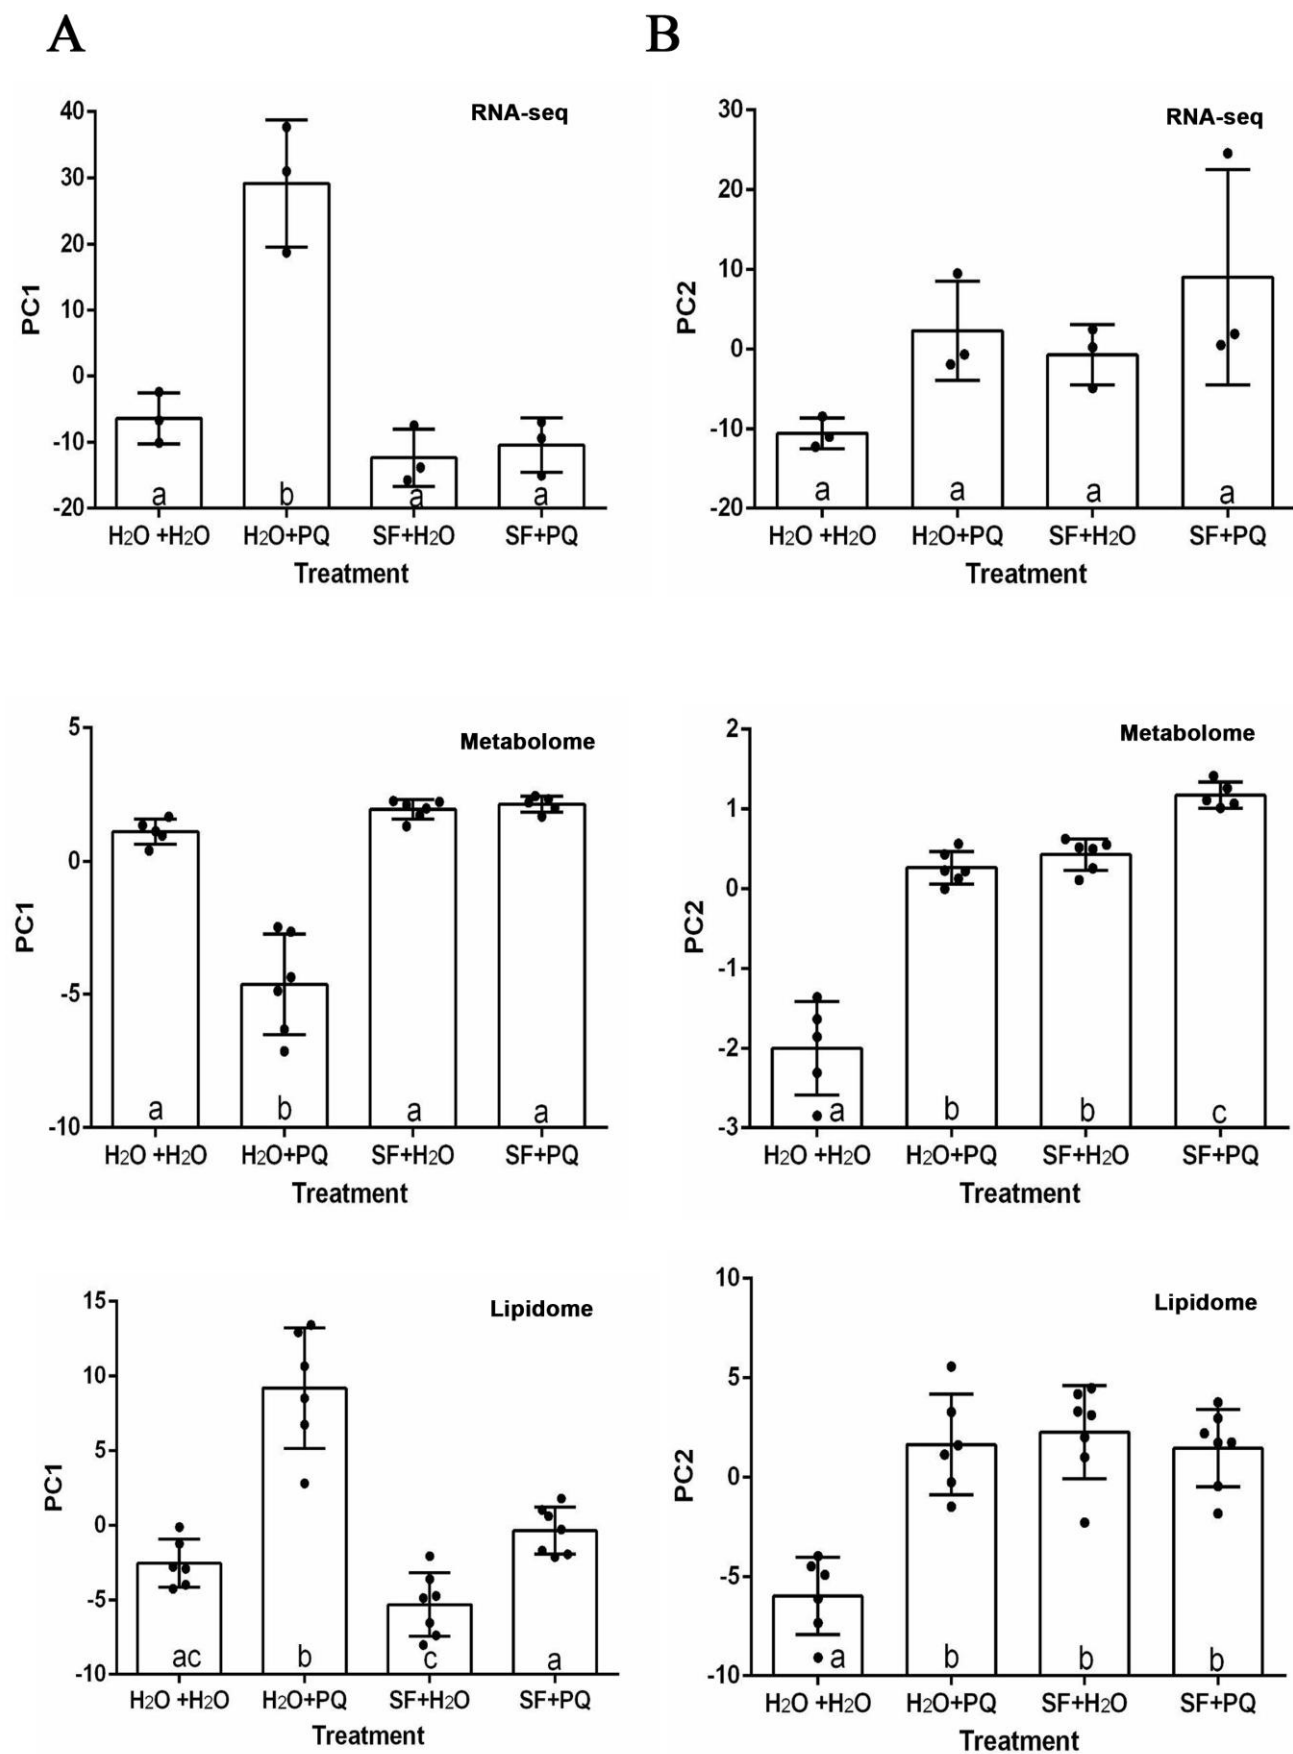 A
B
RNA-seq
PC1
40
30
20
10
0
-10
-20
a
b
a
a
H2O +H2O
H2O+PQ
SF+H2O
SF+PQ
Treatment
RNA-seq
PC2
30
20
10
0
-10
-20
a
a
a
a
H2O +H2O
H2O+PQ
SF+H2O
SF+PQ
Treatment
Metabolome
PC1
5
0
-5
-10
a
b
a
a
H2O +H2O
H2O+PQ
SF+H2O
SF+PQ
Treatment
Metabolome
PC2
2
1
0
-1
-2
-3
a
b
b
c
H2O +H2O
H2O+PQ
SF+H2O
SF+PQ
Treatment
Lipidome
PC1
15
10
5
0
-5
-10
ac
b
c
a
H2O +H2O
H2O+PQ
SF+H2O
SF+PQ
Treatment
Lipidome
PC2
10
5
0
-5
-10
a
b
b
b
H2O +H2O
H2O+PQ
SF+H2O
SF+PQ
Treatment